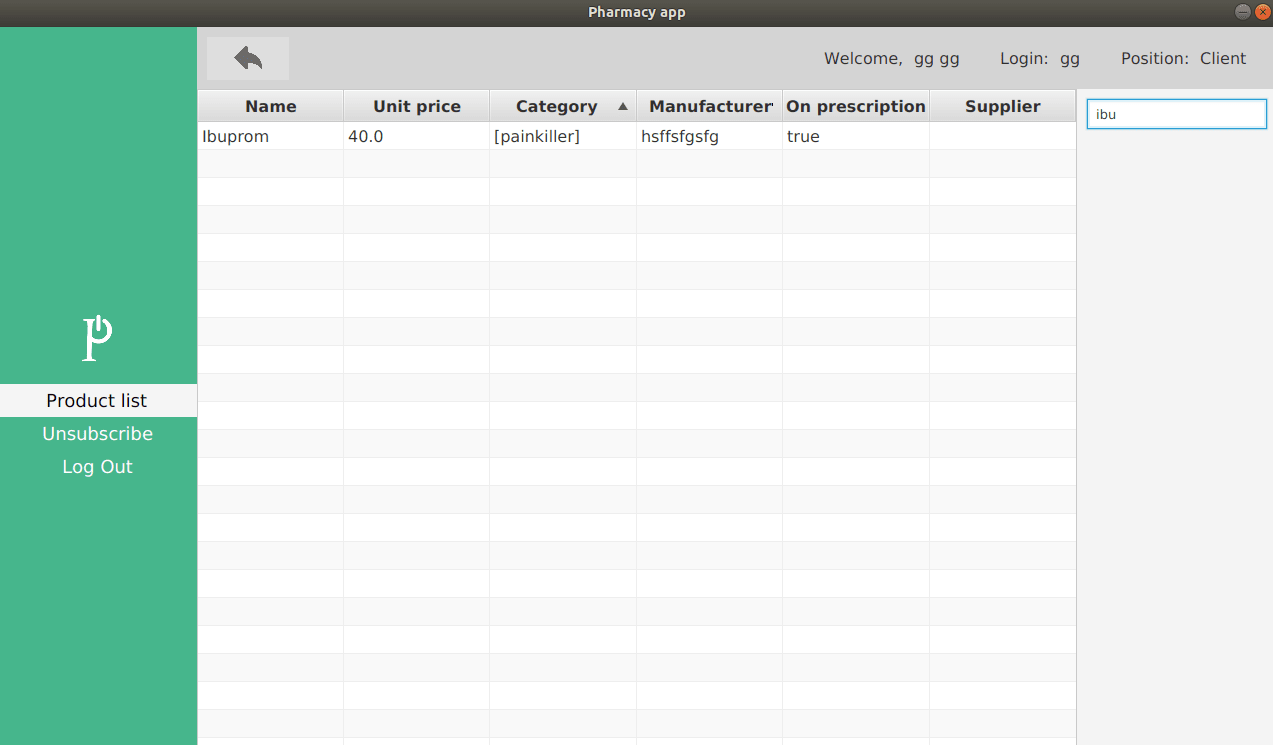 Pharmacy app
Welcome, gg gg Login: gg Position: Client
Name Unit price Category Manufacturer On prescription Supplier
ibu
Ibuprom 40.0 [painkiller] hsffsfgsfg true
Product list
Unsubscribe
Log Out